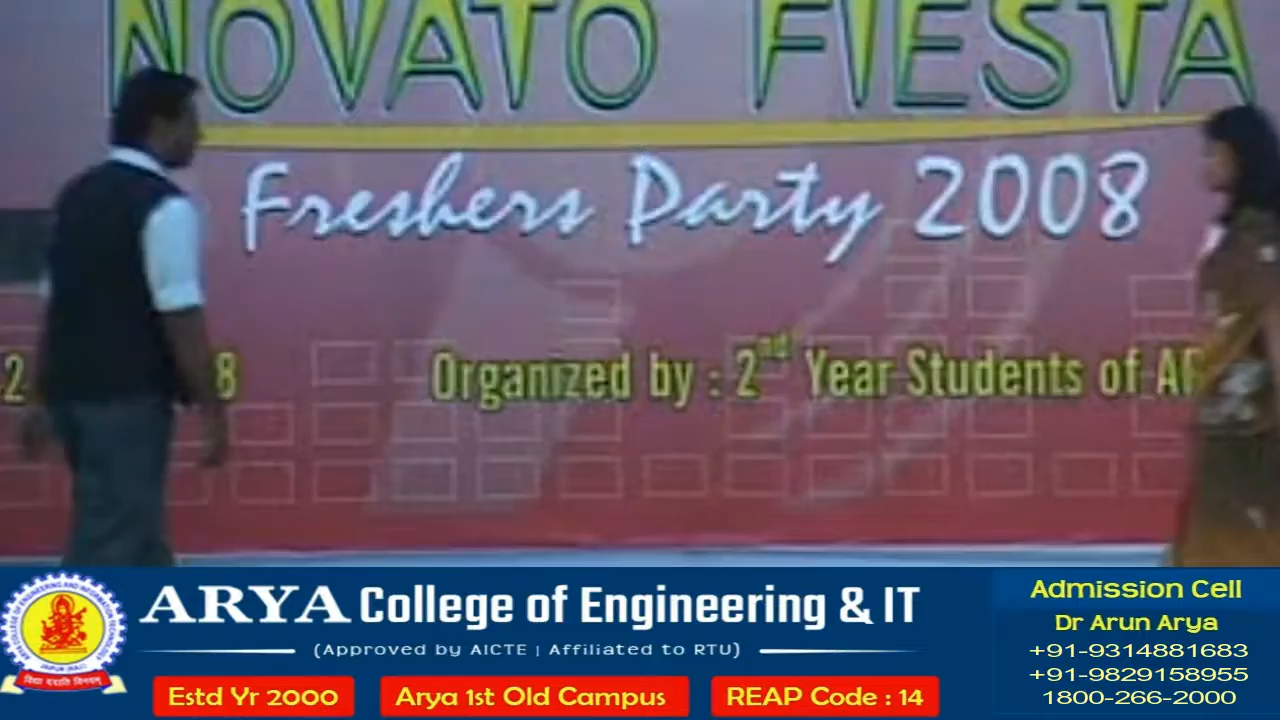 NOVATO FIESTA
Freshers Party 2008
Organized by : 2nd Year Students of
ARYA College of Engineering & IT
(Approved by AICTE | Affiliated to RTU)
Estd Yr 2000
Arya 1st Old Campus
REAP Code : 14
Admission Cell
Dr Arun Arya
+91-9314881683
+91-9829158955
1800-266-2000